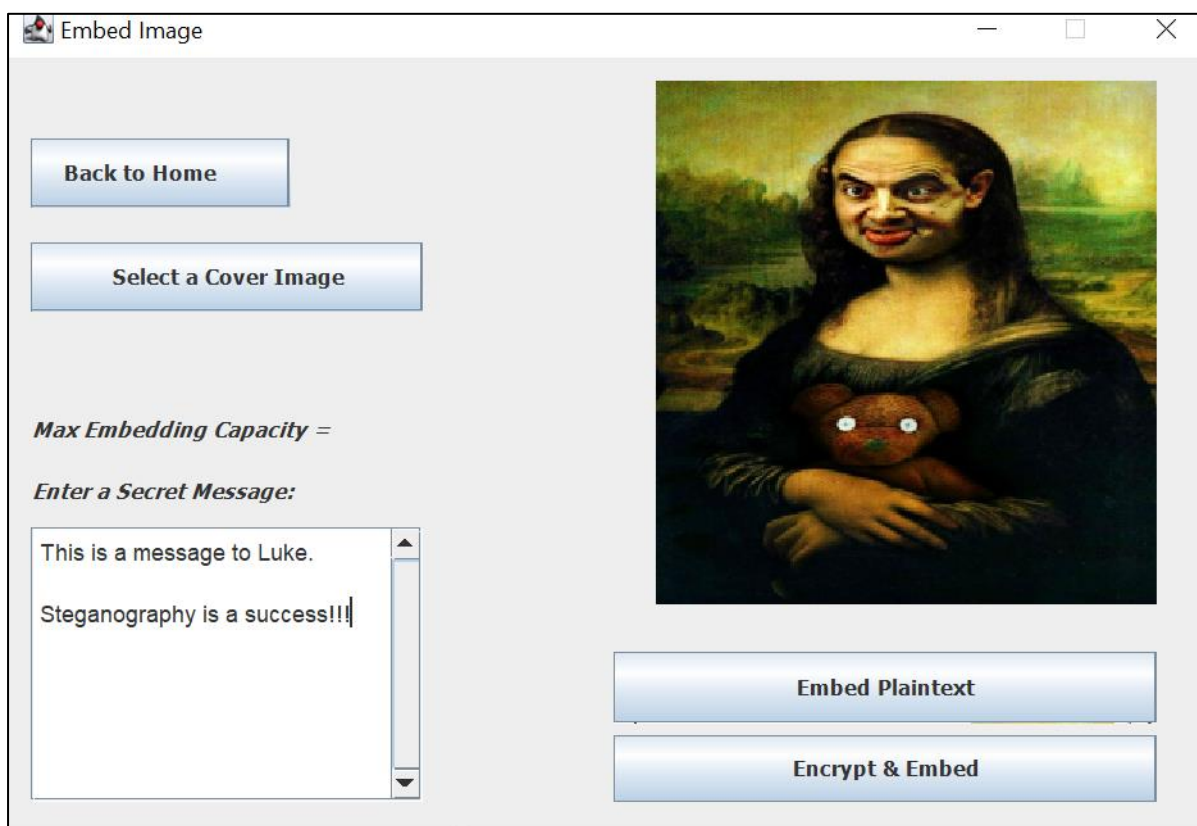 Embed Image
Back to Home
Select a Cover Image
Max Embedding Capacity =
Enter a Secret Message:
This is a message to Luke.
Steganography is a success!!!
Embed Plaintext
Encrypt & Embed